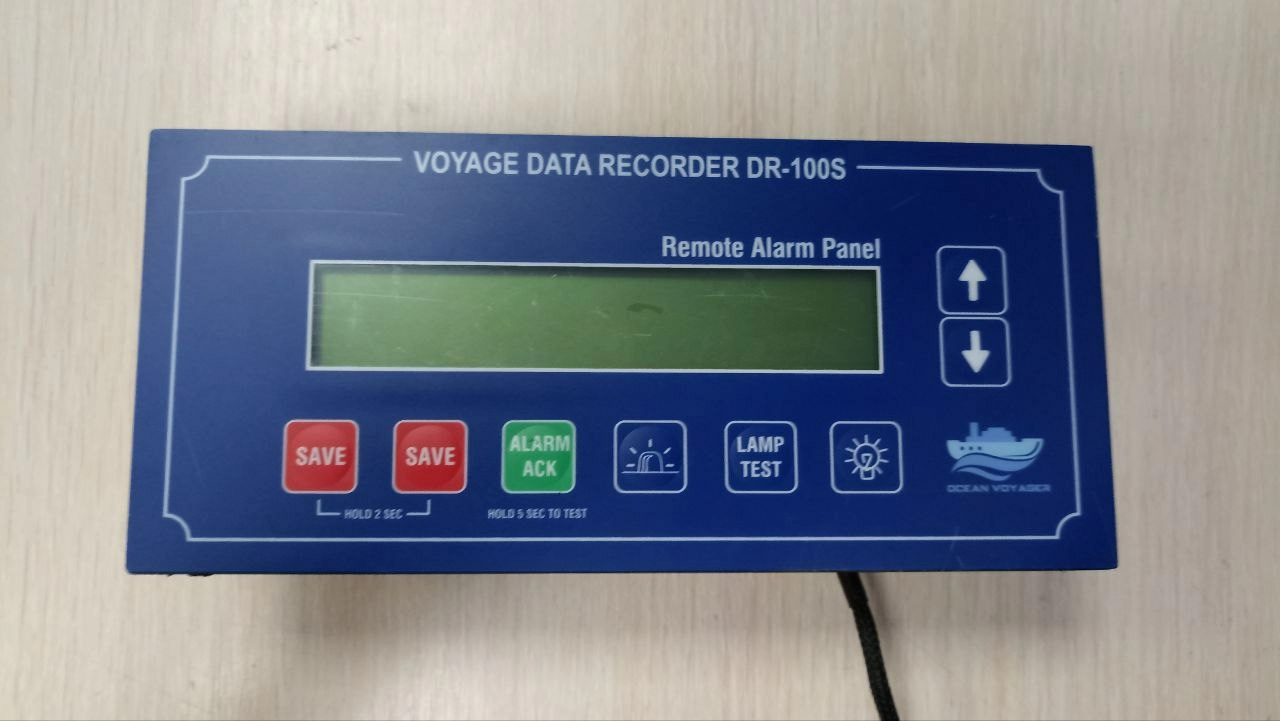 VOYAGE DATA RECORDER DR-100S
Remote Alarm Panel
SAVE
SAVE
ALARM
ACK
LAMP
TEST
HOLD 2 SEC
HOLD 5 SEC TO TEST
OCEAN VOYAGER